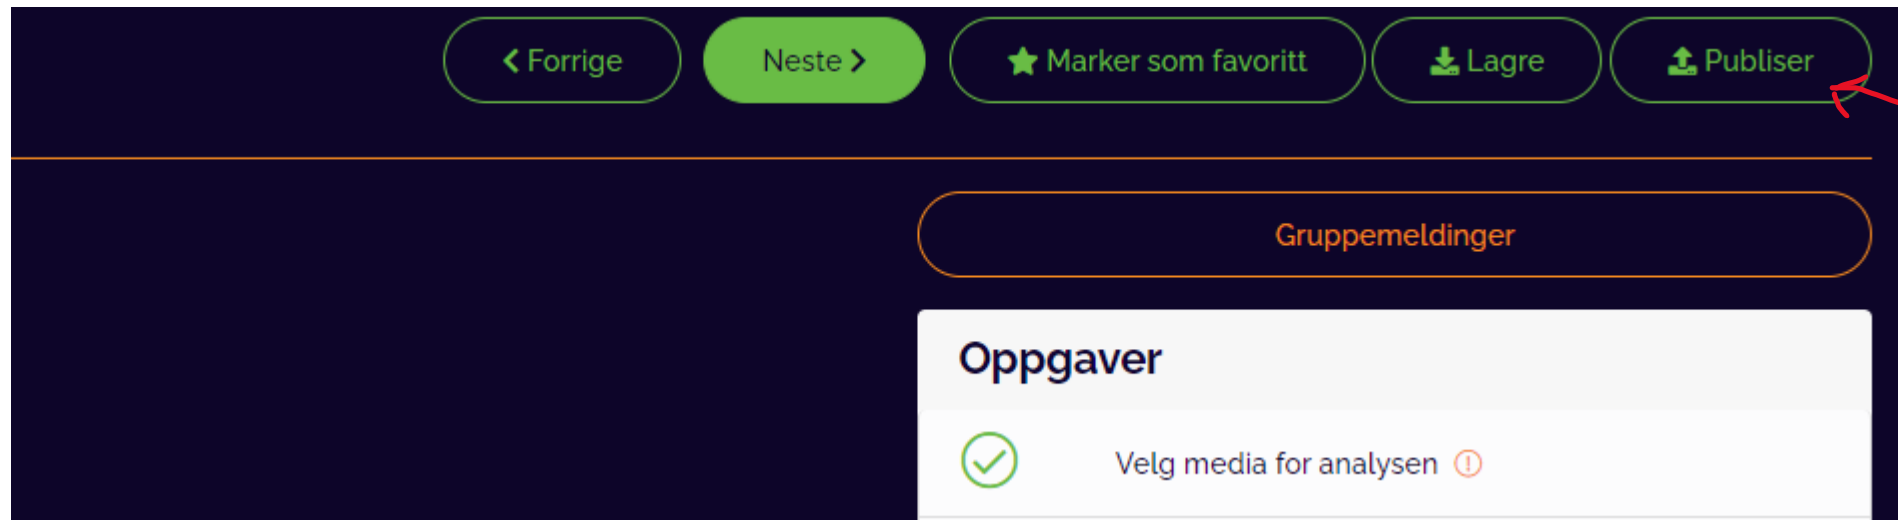 Forrige Neste Marker som favoritt Lagre Publiser
Gruppemeldinger
Oppgaver
Velg media for analysen